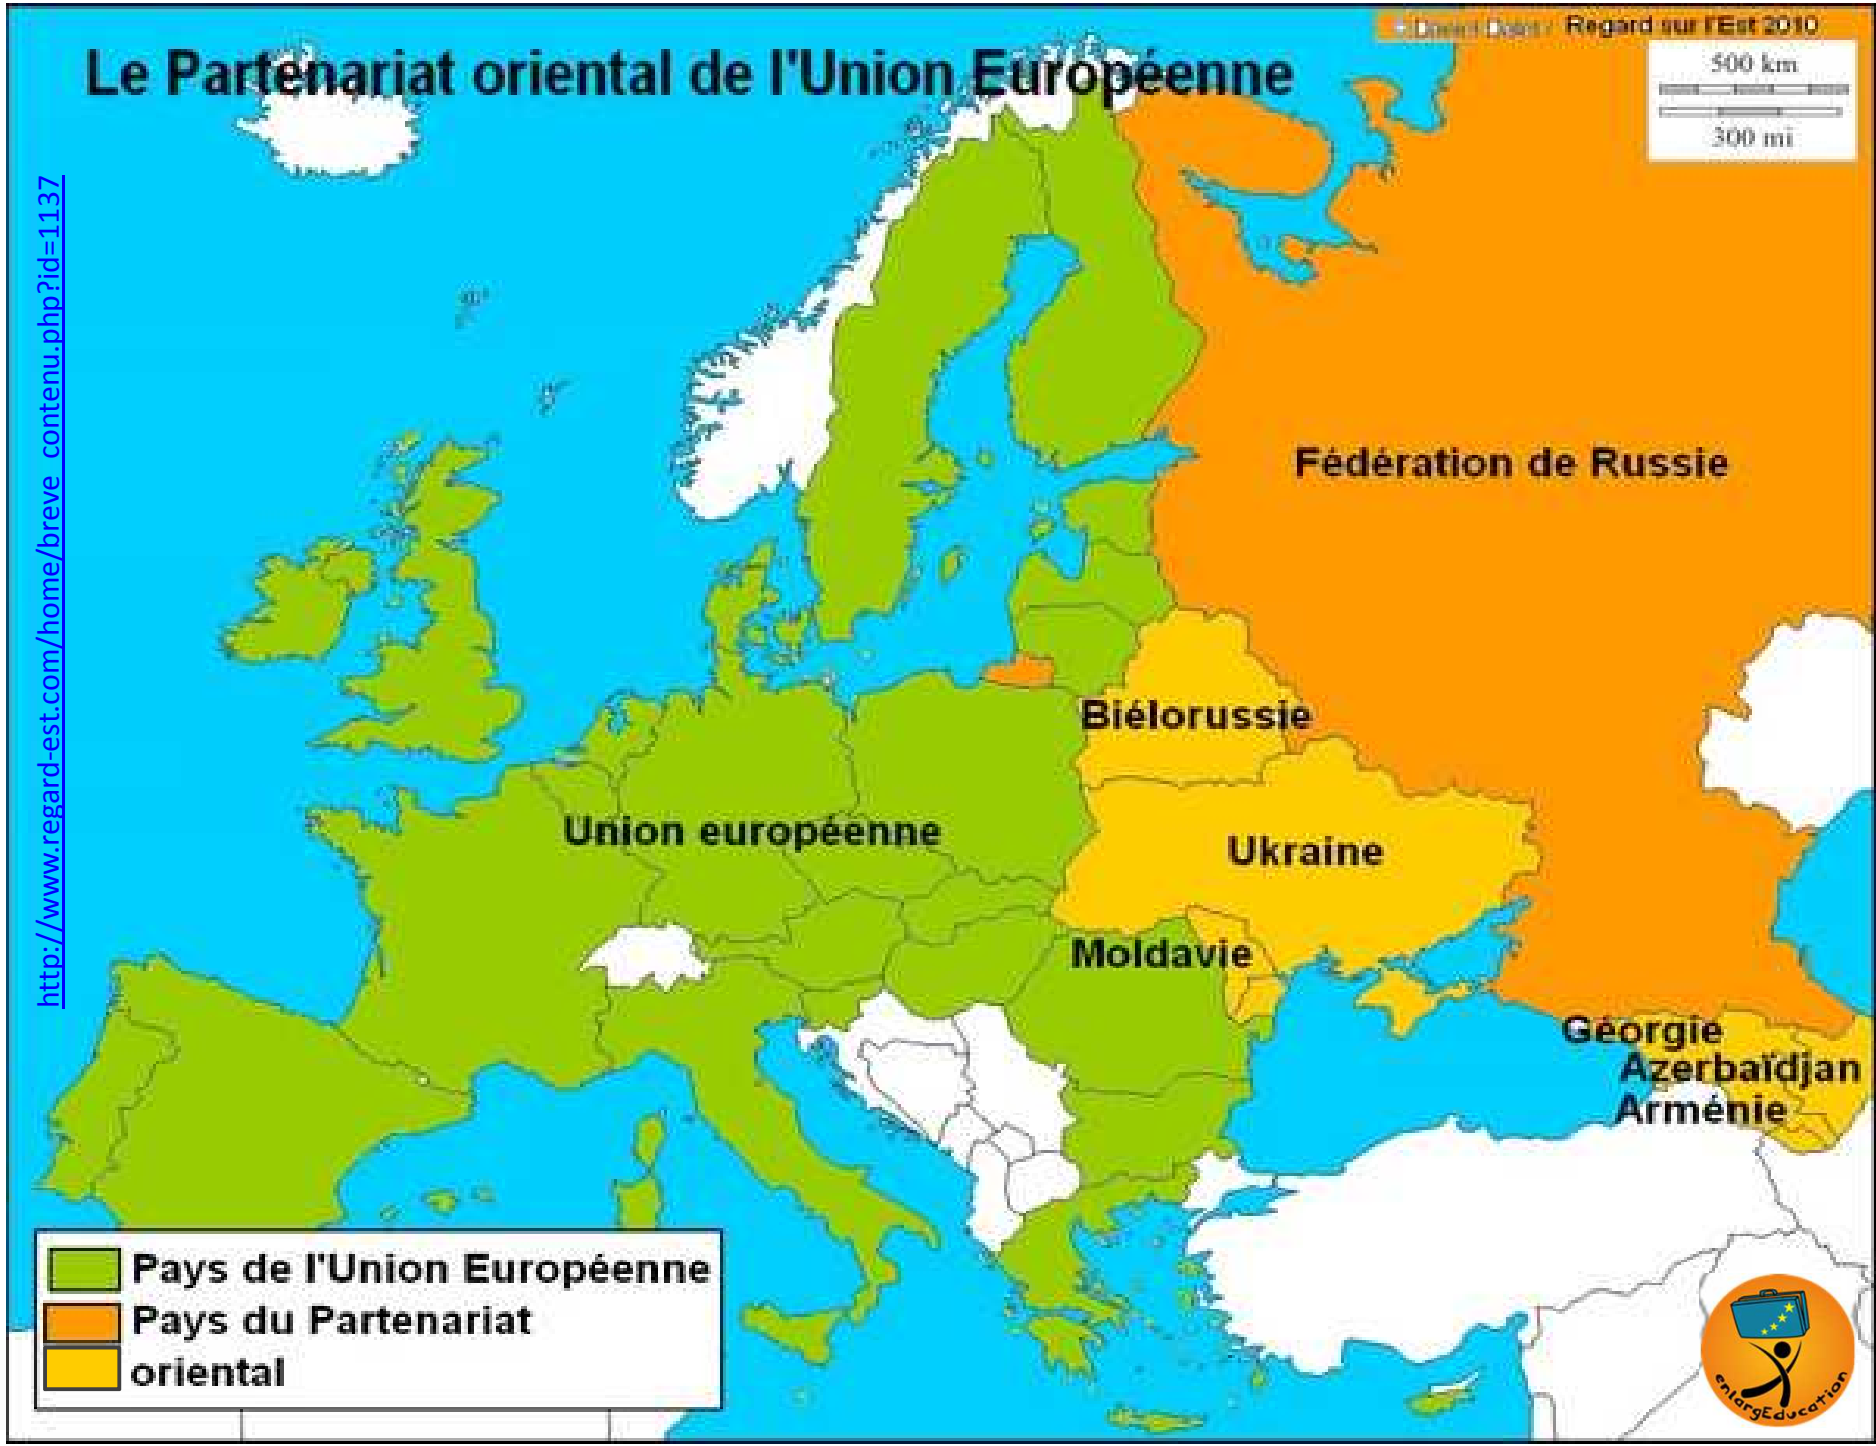 Regard sur l'Est 2010
Le Partenariat oriental de l'Union Européenne
500 km
300 mi
http://www.regard-est.com/home/breve_contenu.php?id=1137
Fédération de Russie
Biélorussie
Union européenne
Ukraine
Moldavie
Géorgie
Azerbaïdjan
Arménie
Pays de l'Union Européenne
Pays du Partenariat
oriental
enlargEducation